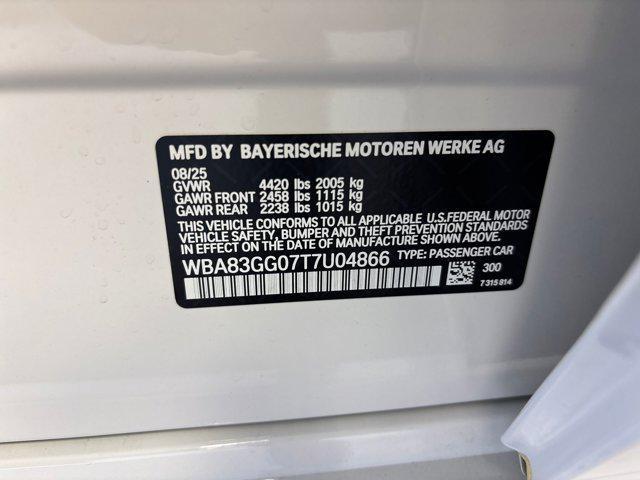 MFD BY BAYERISCHE MOTOREN WERKE AG
08/25
GVWR 4420 lbs 2005 kg
GAWR FRONT 2458 lbs 1115 kg
GAWR REAR 2238 lbs 1015 kg
THIS VEHICLE CONFORMS TO ALL APPLICABLE U.S.FEDERAL MOTOR
VEHICLE SAFETY, BUMPER AND THEFT PREVENTION STANDARDS
IN EFFECT ON THE DATE OF MANUFACTURE SHOWN ABOVE.
WBA83GG07T7U04866 TYPE: PASSENGER CAR
300
7 315 814